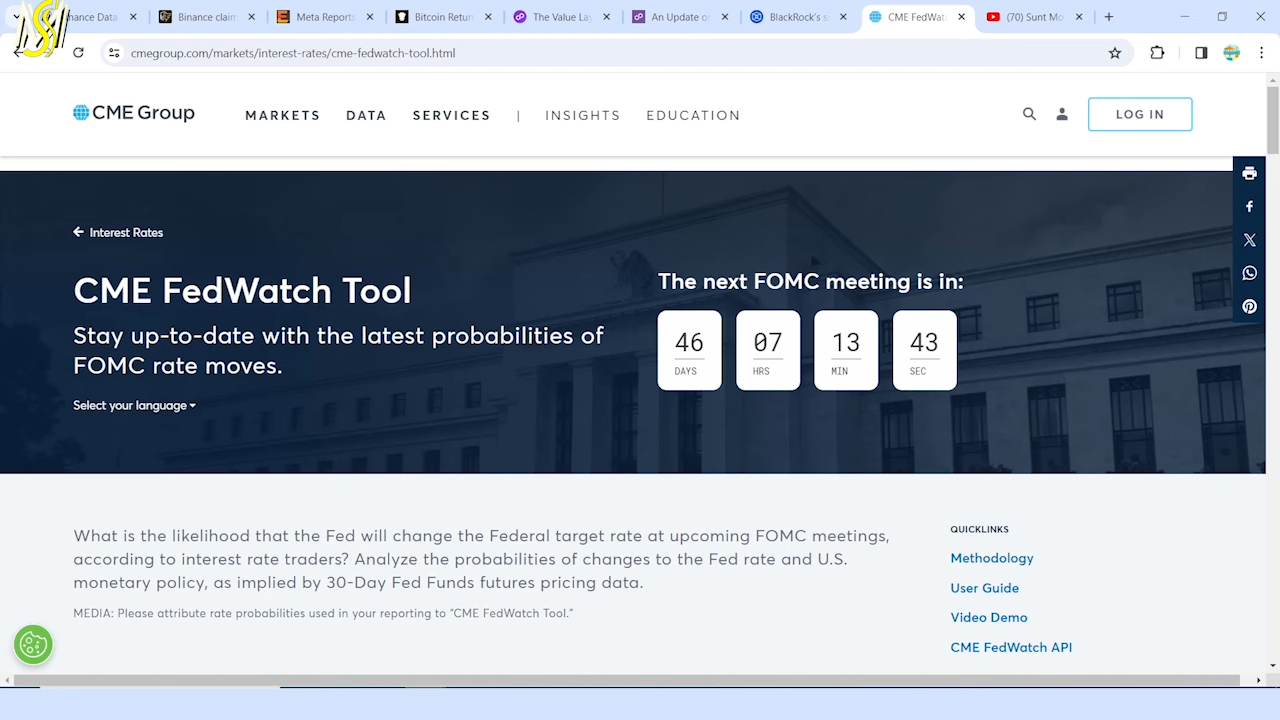 nance Data
Binance claim
Meta Reports
Bitcoin Retur
The Value Lay
An Update o
BlackRock's s
CME FedWat
(70) Sunt Mo
cmegroup.com/markets/interest-rates/cme-fedwatch-tool.html
CME Group
MARKETS DATA SERVICES | INSIGHTS EDUCATION
LOG IN
Interest Rates
CME FedWatch Tool
Stay up-to-date with the latest probabilities of
FOMC rate moves.
Select your language
The next FOMC meeting is in:
46 07 13 43
DAYS HRS MIN SEC
What is the likelihood that the Fed will change the Federal target rate at upcoming FOMC meetings,
according to interest rate traders? Analyze the probabilities of changes to the Fed rate and U.S.
monetary policy, as implied by 30-Day Fed Funds futures pricing data.
MEDIA: Please attribute rate probabilities used in your reporting to "CME FedWatch Tool."
QUICKLINKS
Methodology
User Guide
Video Demo
CME FedWatch API